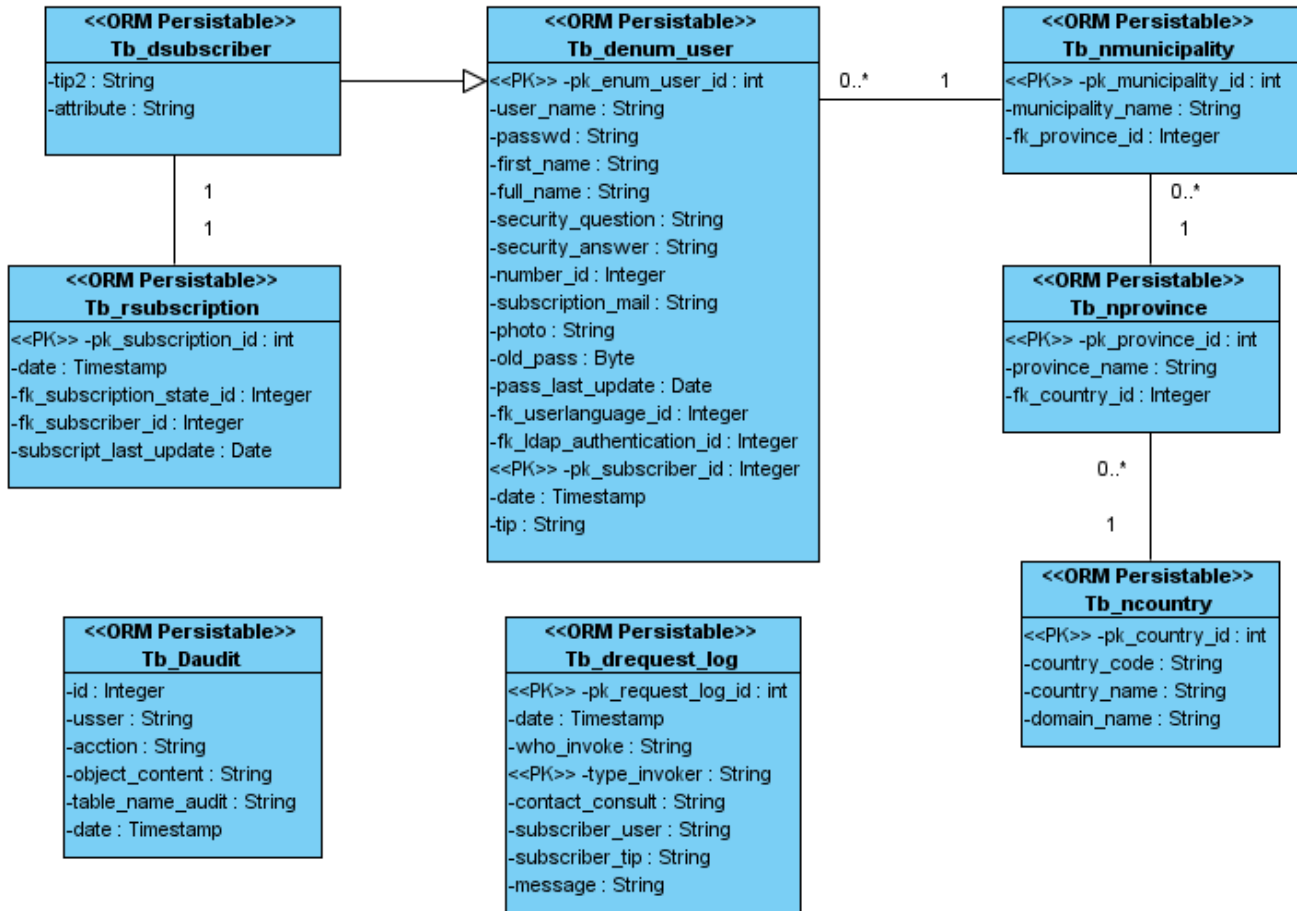 <<ORM Persistable>>
Tb_dsubscriber
-tip2 : String
-attribute : String
<<ORM Persistable>>
Tb_denum_user
<<PK>> -pk_enum_user_id : int
-user_name : String
-passwd : String
-first_name : String
-full_name : String
-security_question : String
-security_answer : String
-number_id : Integer
-subscription_mail : String
-photo : String
-old_pass : Byte
-pass_last_update : Date
-fk_userlanguage_id : Integer
-fk_ldap_authentication_id : Integer
<<PK>> -pk_subscriber_id : Integer
-date : Timestamp
-tip : String
0..*
1
<<ORM Persistable>>
Tb_nmunicipality
<<PK>> -pk_municipality_id : int
-municipality_name : String
-fk_province_id : Integer
1
1
0..*
1
<<ORM Persistable>>
Tb_rsubscription
<<PK>> -pk_subscription_id : int
-date : Timestamp
-fk_subscription_state_id : Integer
-fk_subscriber_id : Integer
-subscript_last_update : Date
<<ORM Persistable>>
Tb_nprovince
<<PK>> -pk_province_id : int
-province_name : String
-fk_country_id : Integer
0..*
1
<<ORM Persistable>>
Tb_ncountry
<<PK>> -pk_country_id : int
-country_code : String
-country_name : String
-domain_name : String
<<ORM Persistable>>
Tb_Daudit
-id : Integer
-usser : String
-acction : String
-object_content : String
-table_name_audit : String
-date : Timestamp
<<ORM Persistable>>
Tb_drequest_log
<<PK>> -pk_request_log_id : int
-date : Timestamp
-who_invoke : String
<<PK>> -type_invoker : String
-contact_consult : String
-subscriber_user : String
-subscriber_tip : String
-message : String